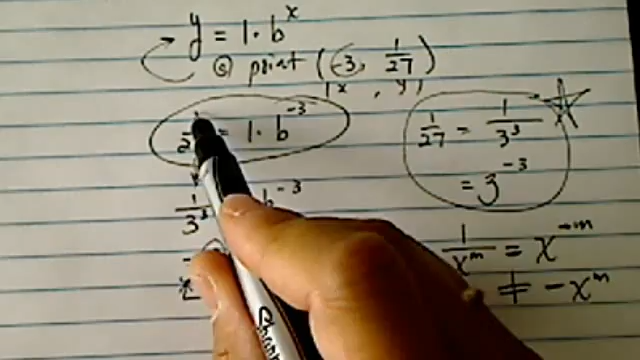 y = 1 · b^x
@ point (-3, 1/27)
(x , y)
= 1 · b^-3
1/3^3 b^-3
1/27 = 1/3^3
= 3^-3
1/x^m = x^-m
≠ -x^m
Sharpie